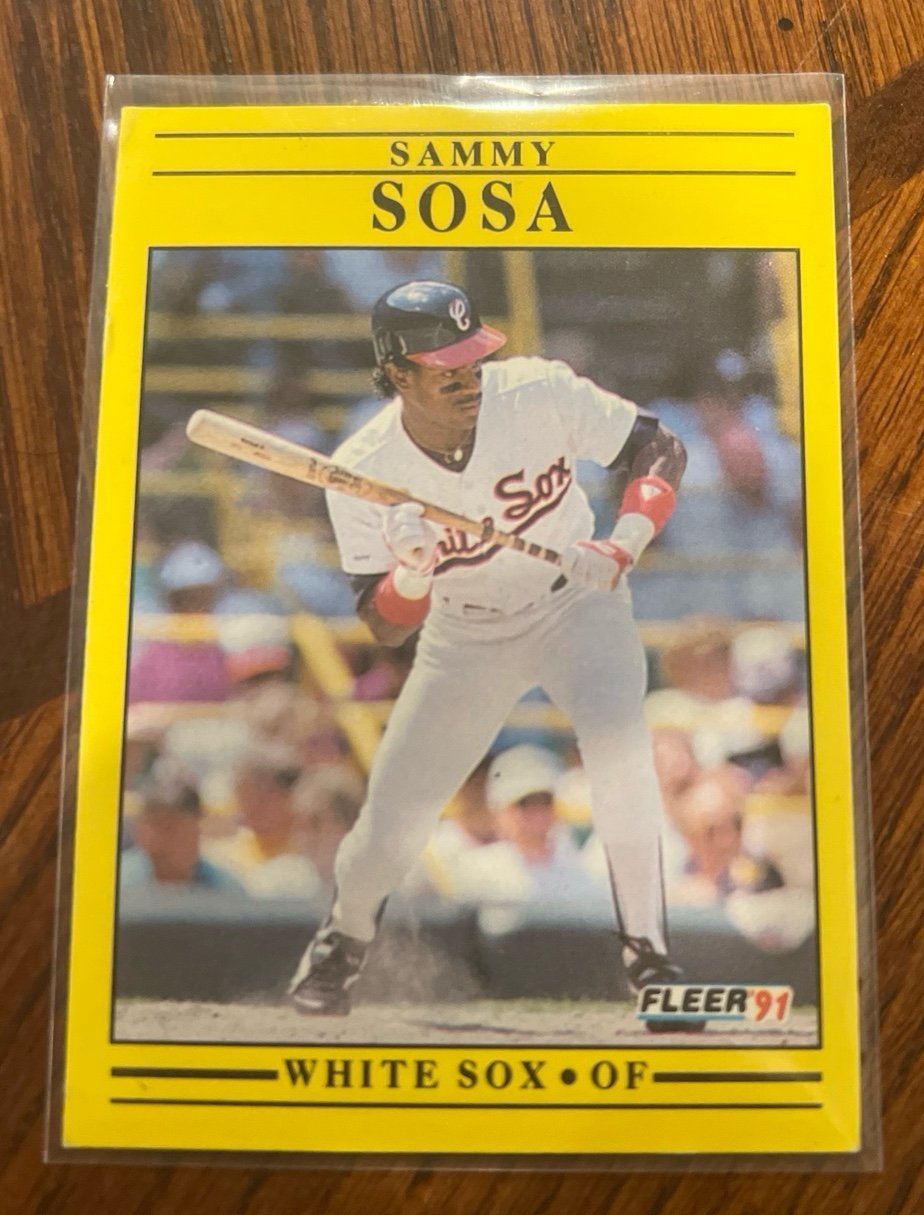 SAMMY
SOSA
Sox
FLEER '91
WHITE SOX • OF